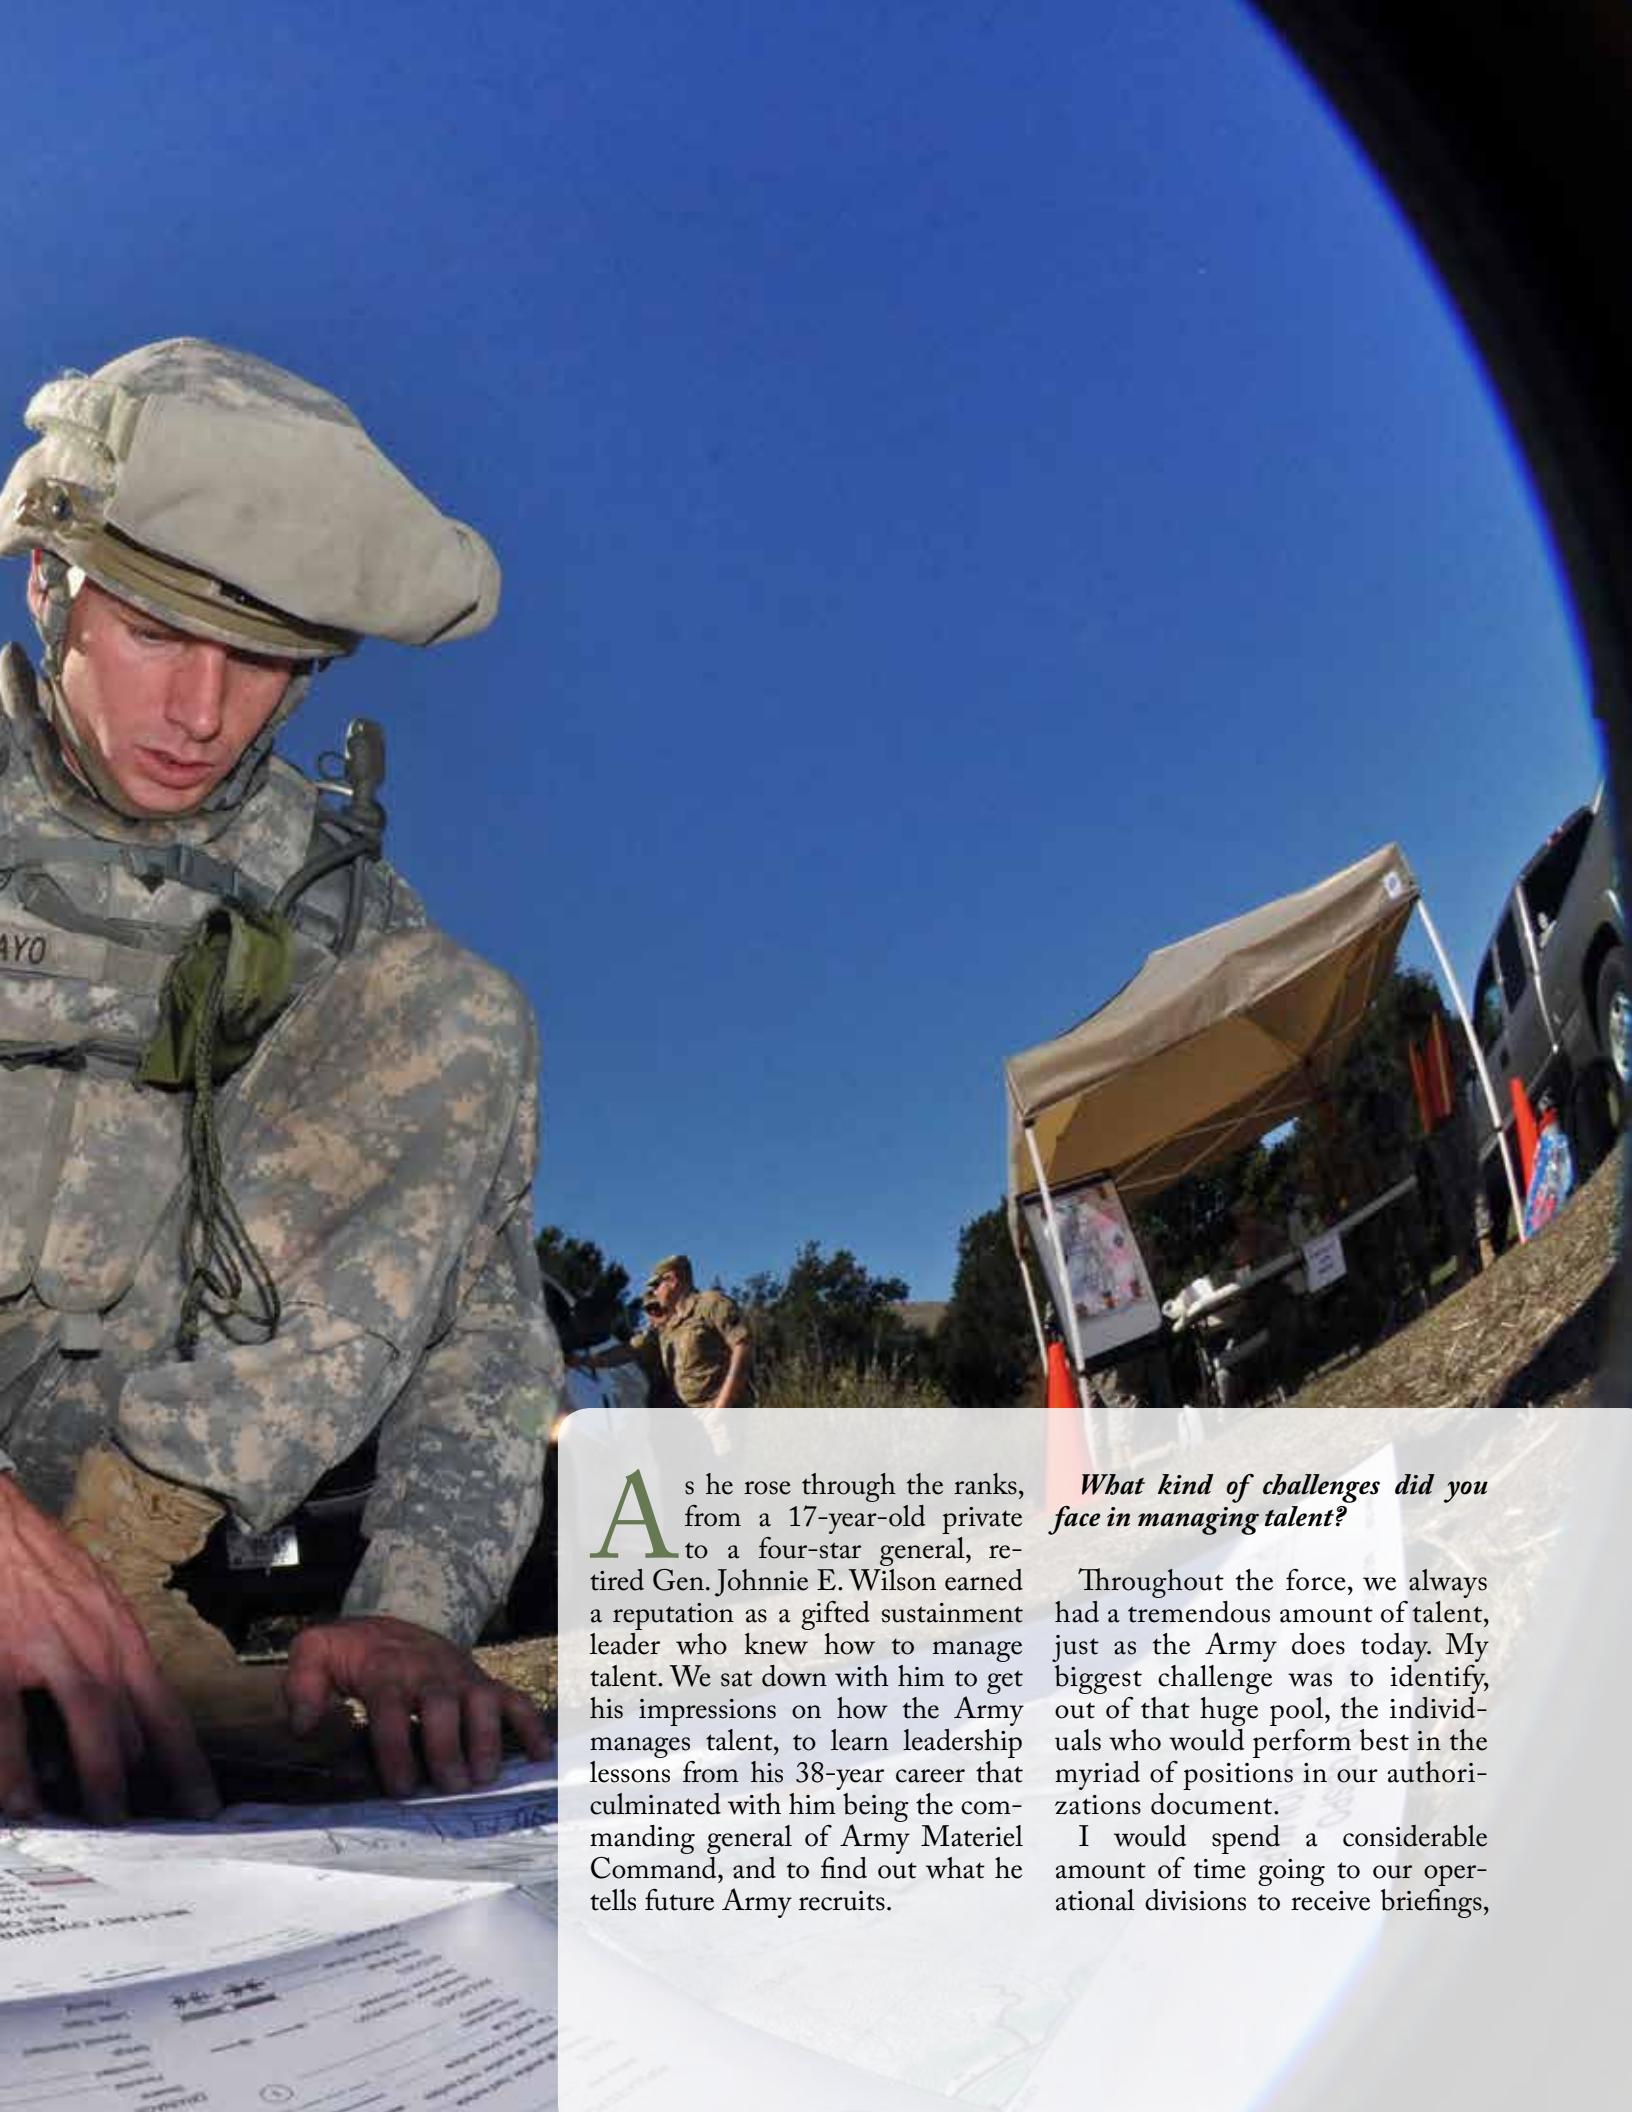 AYO
As he rose through the ranks,
from a 17-year-old private
to a four-star general, re-
tired Gen. Johnnie E. Wilson earned
a reputation as a gifted sustainment
leader who knew how to manage
talent. We sat down with him to get
his impressions on how the Army
manages talent, to learn leadership
lessons from his 38-year career that
culminated with him being the com-
manding general of Army Materiel
Command, and to find out what he
tells future Army recruits.
What kind of challenges did you
face in managing talent?
Throughout the force, we always
had a tremendous amount of talent,
just as the Army does today. My
biggest challenge was to identify,
out of that huge pool, the individ-
uals who would perform best in the
myriad of positions in our authori-
zations document.
I would spend a considerable
amount of time going to our oper-
ational divisions to receive briefings,